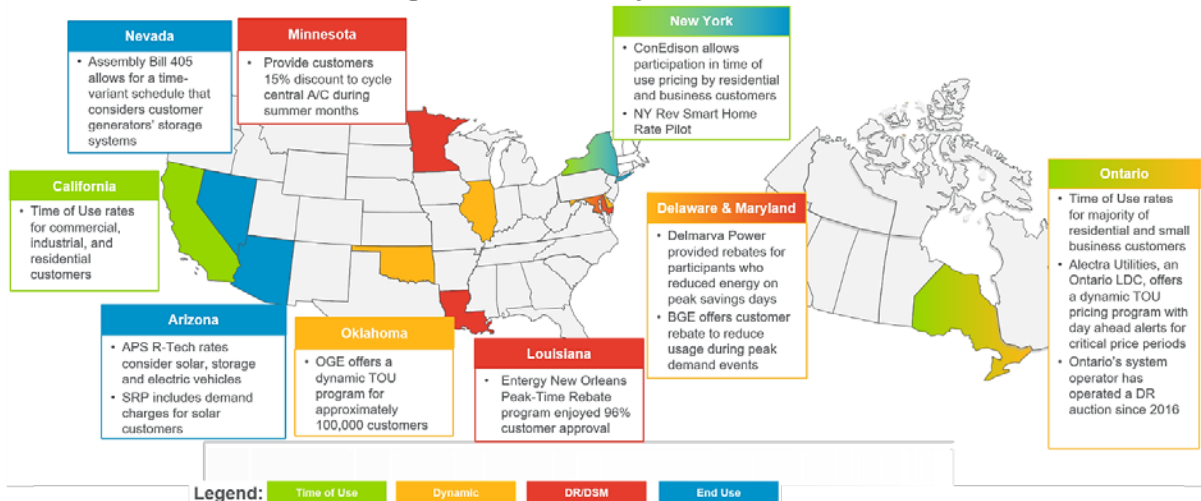 Nevada
• Assembly Bill 405
allows for a time-
variant schedule that
considers customer
generators' storage
systems
Minnesota
• Provide customers
15% discount to cycle
central A/C during
summer months
New York
• ConEdison allows
participation in time of
use pricing by residential
and business customers
• NY Rev Smart Home
Rate Pilot
California
• Time of Use rates
for commercial,
industrial, and
residential
customers
Delaware & Maryland
• Delmarva Power
provided rebates for
participants who
reduced energy on
peak savings days
• BGE offers customer
rebate to reduce
usage during peak
demand events
Ontario
• Time of Use rates
for majority of
residential and small
business customers
• Alectra Utilities, an
Ontario LDC, offers
a dynamic TOU
pricing program with
day ahead alerts for
critical price periods
• Ontario's system
operator has
operated a DR
auction since 2016
Arizona
• APS R-Tech rates
consider solar, storage
and electric vehicles
• SRP includes demand
charges for solar
customers
Oklahoma
• OGE offers a
dynamic TOU
program for
approximately
100,000 customers
Louisiana
• Entergy New Orleans
Peak-Time Rebate
program enjoyed 96%
customer approval
Legend: Time of Use Dynamic DR/DSM End Use